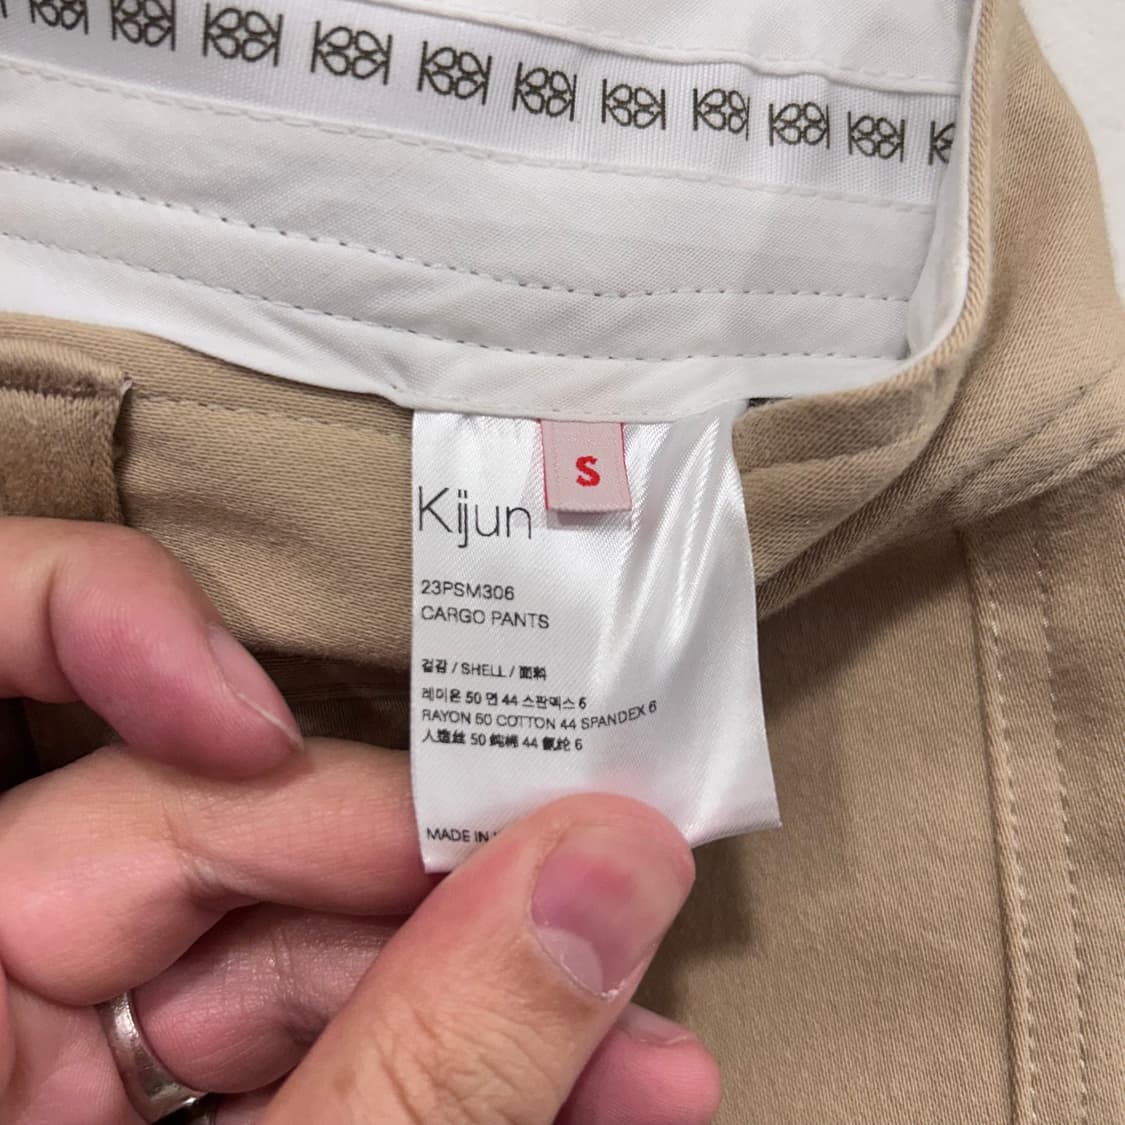 S
Kijun
23PSM306
CARGO PANTS
겉감 / SHELL / 面料
레이온 50 면 44 스판덱스 6
RAYON 50 COTTON 44 SPANDEX 6
人造丝 50 純棉 44 氨纶 6
MADE IN